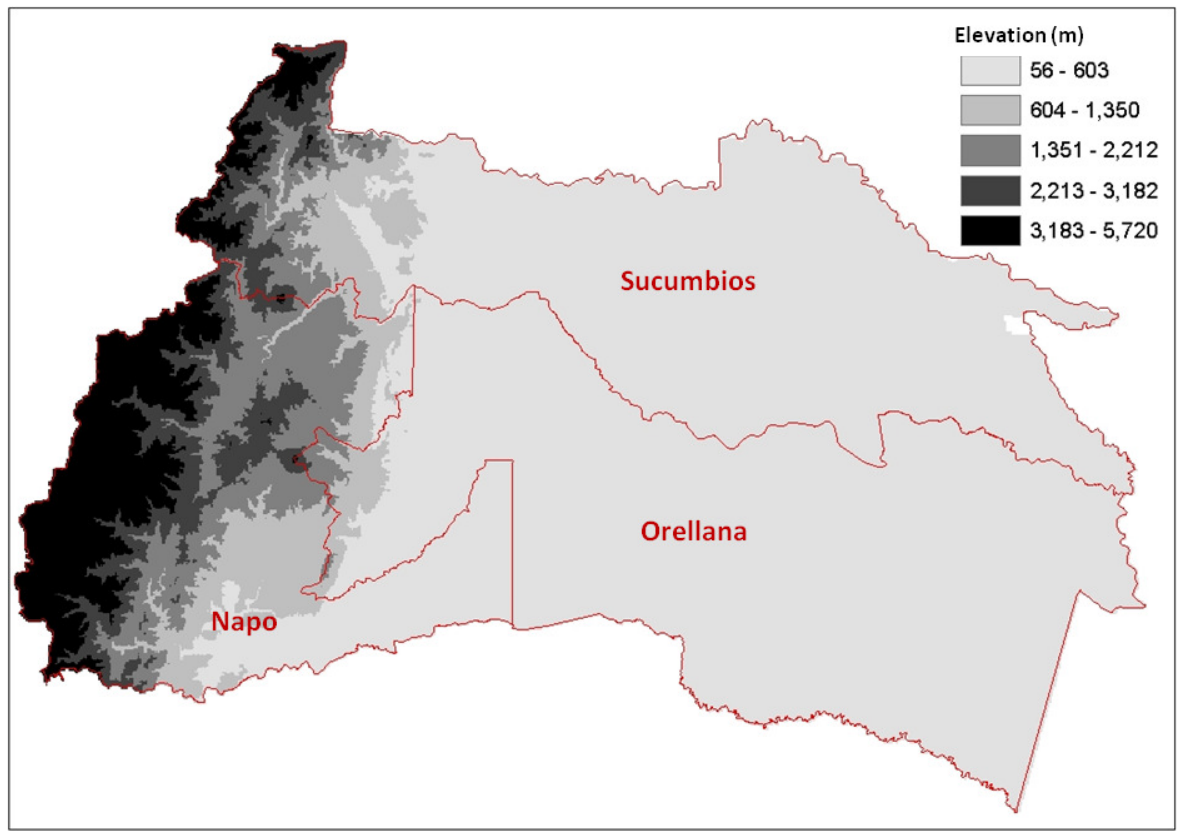 Elevation (m)
56 - 603
604 - 1,350
1,351 - 2,212
2,213 - 3,182
3,183 - 5,720
Sucumbios
Orellana
Napo